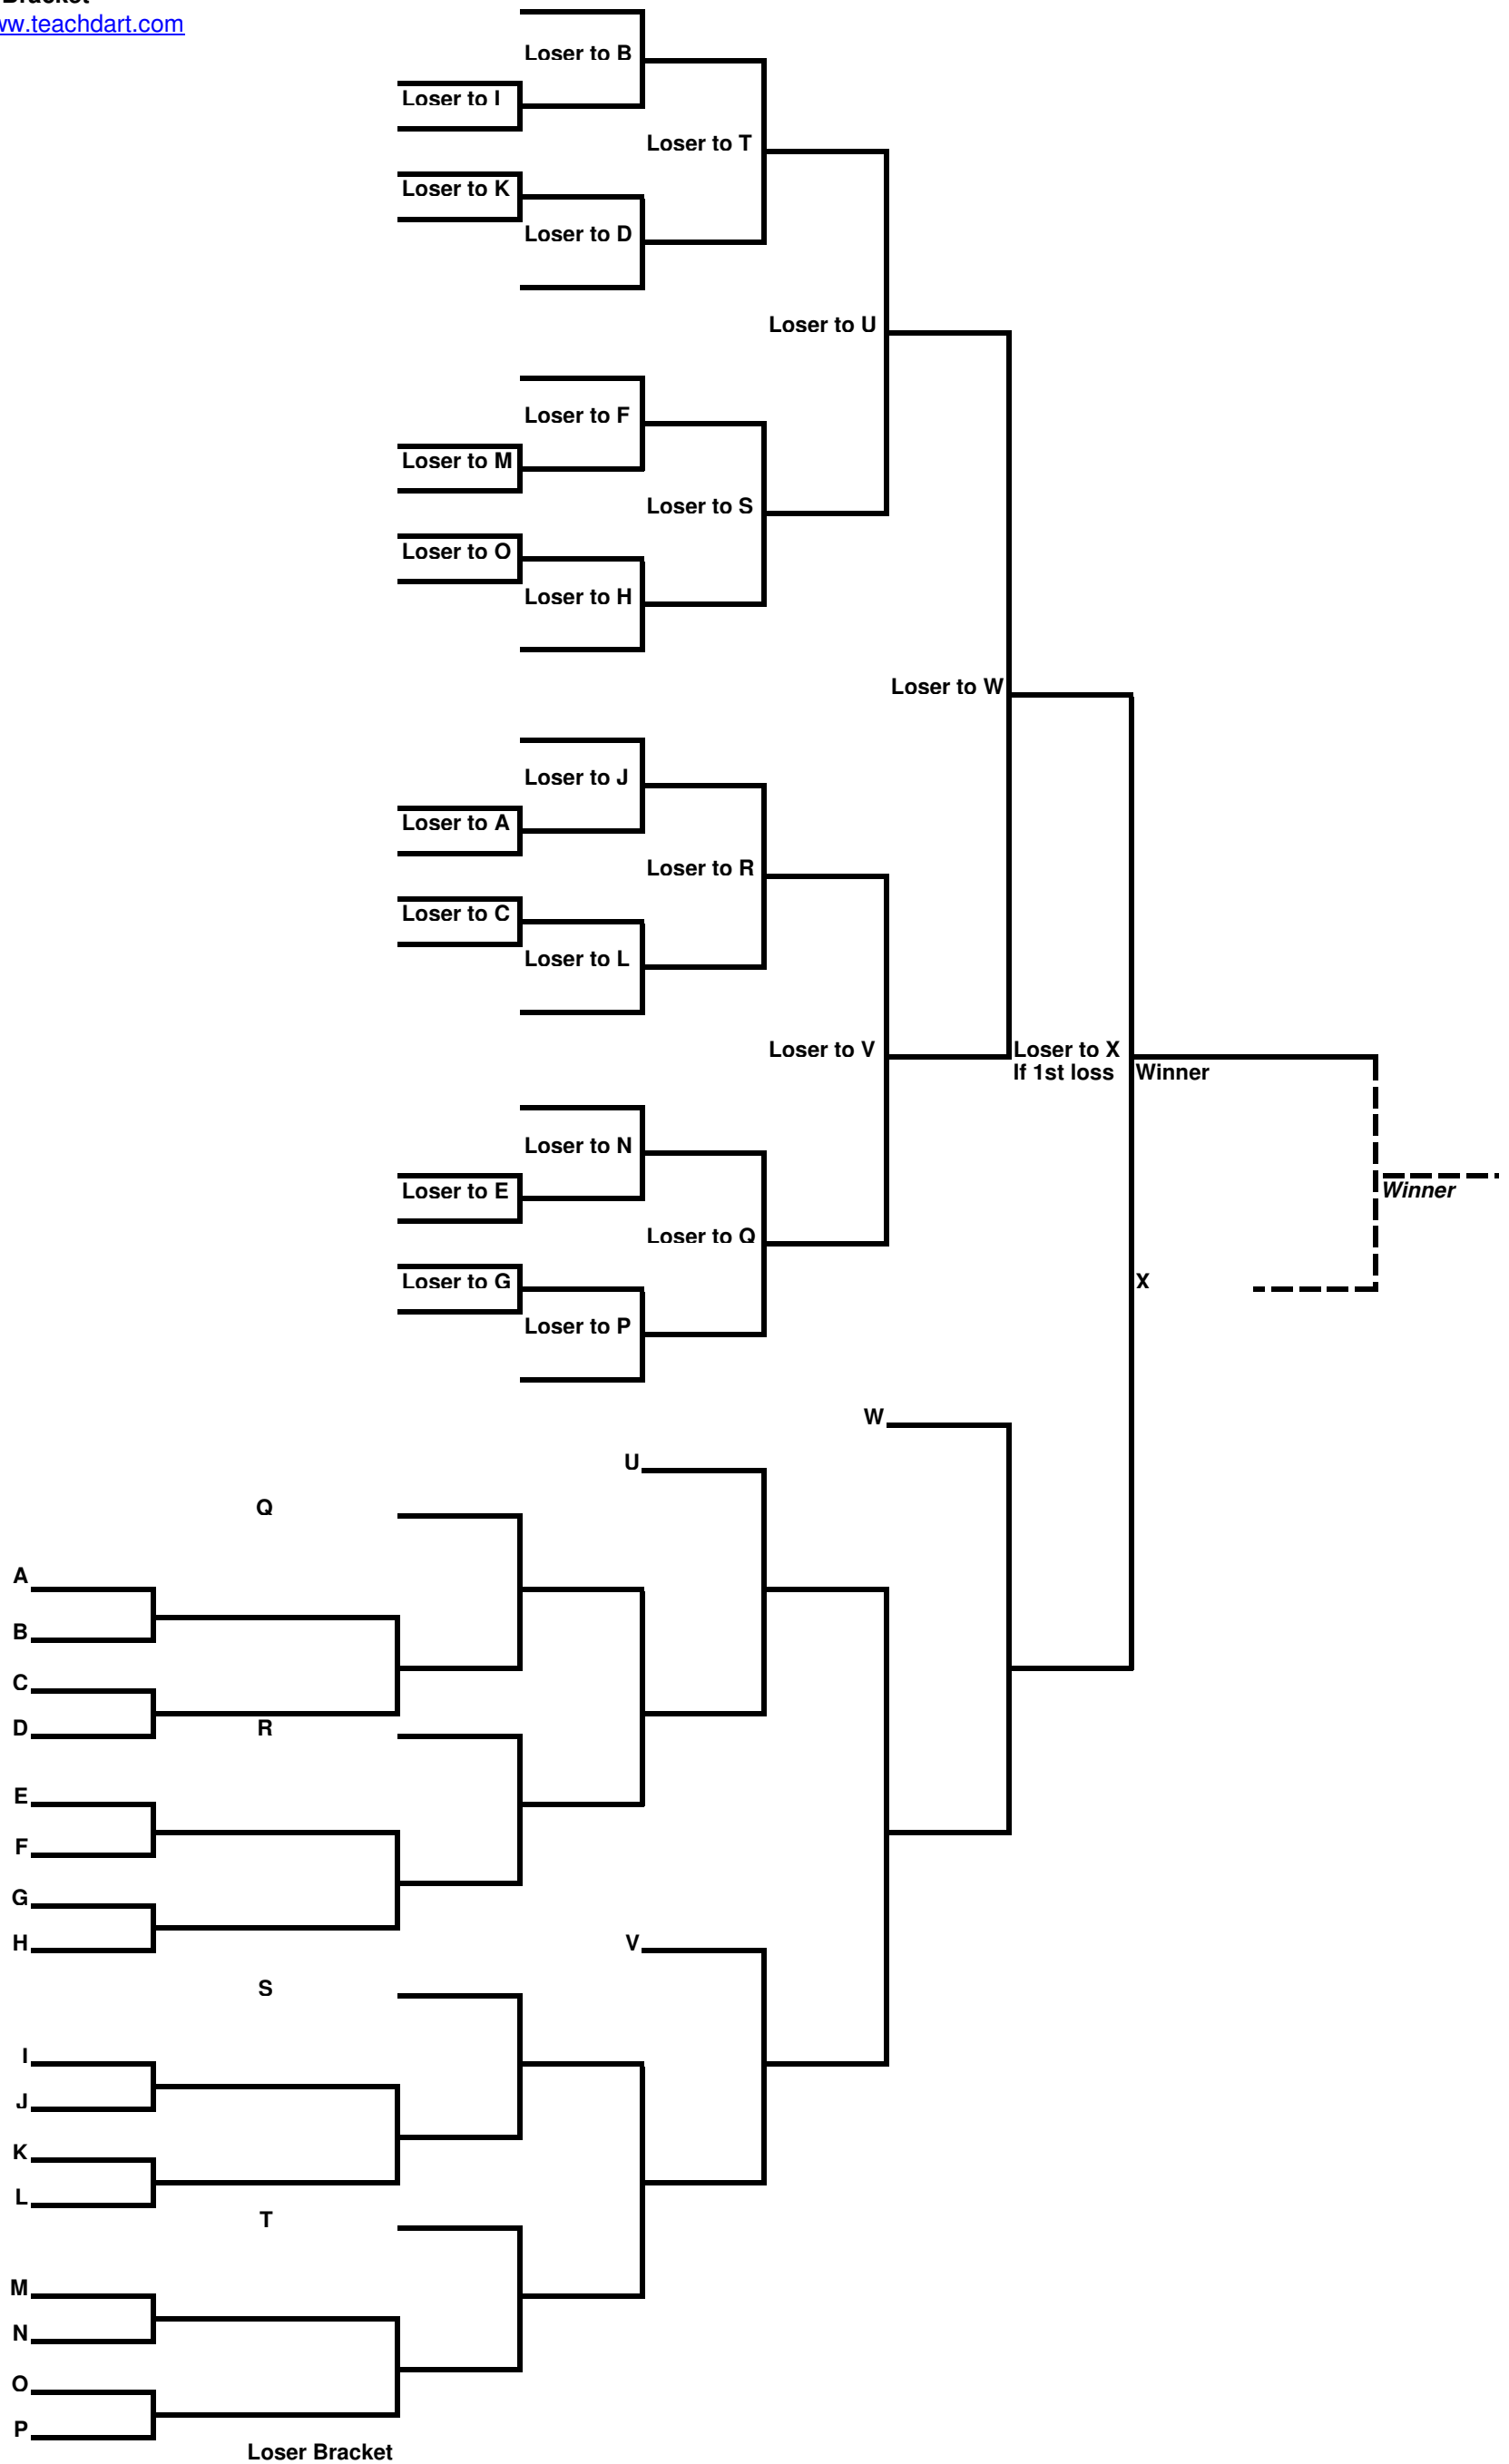 Bracket
ww.teachdart.com
Loser to B
Loser to I
Loser to T
Loser to K
Loser to D
Loser to U
Loser to F
Loser to M
Loser to S
Loser to O
Loser to H
Loser to W
Loser to J
Loser to A
Loser to R
Loser to C
Loser to L
Loser to V
Loser to X
If 1st loss
Winner
Loser to N
Loser to E
Winner
Loser to Q
Loser to G
X
Loser to P
W
U
Q
A
B
C
D
R
E
F
G
H
V
S
I
J
K
L
T
M
N
O
P
Loser Bracket